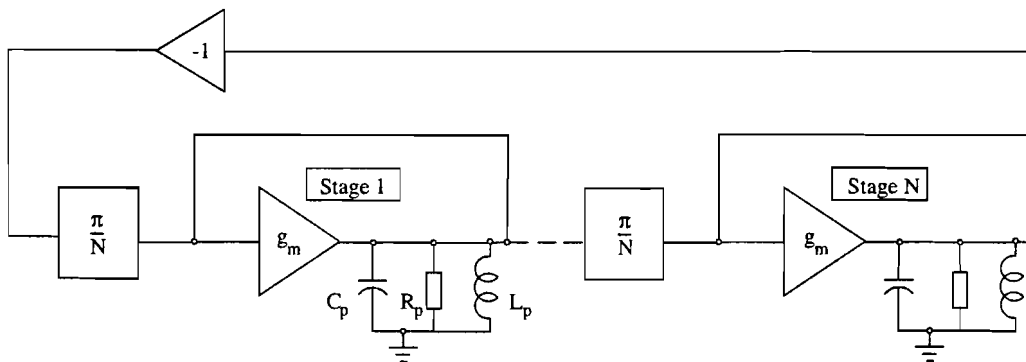 -1
Stage 1
Stage N
π
N
g_m
π
N
g_m
C_p
R_p
L_p